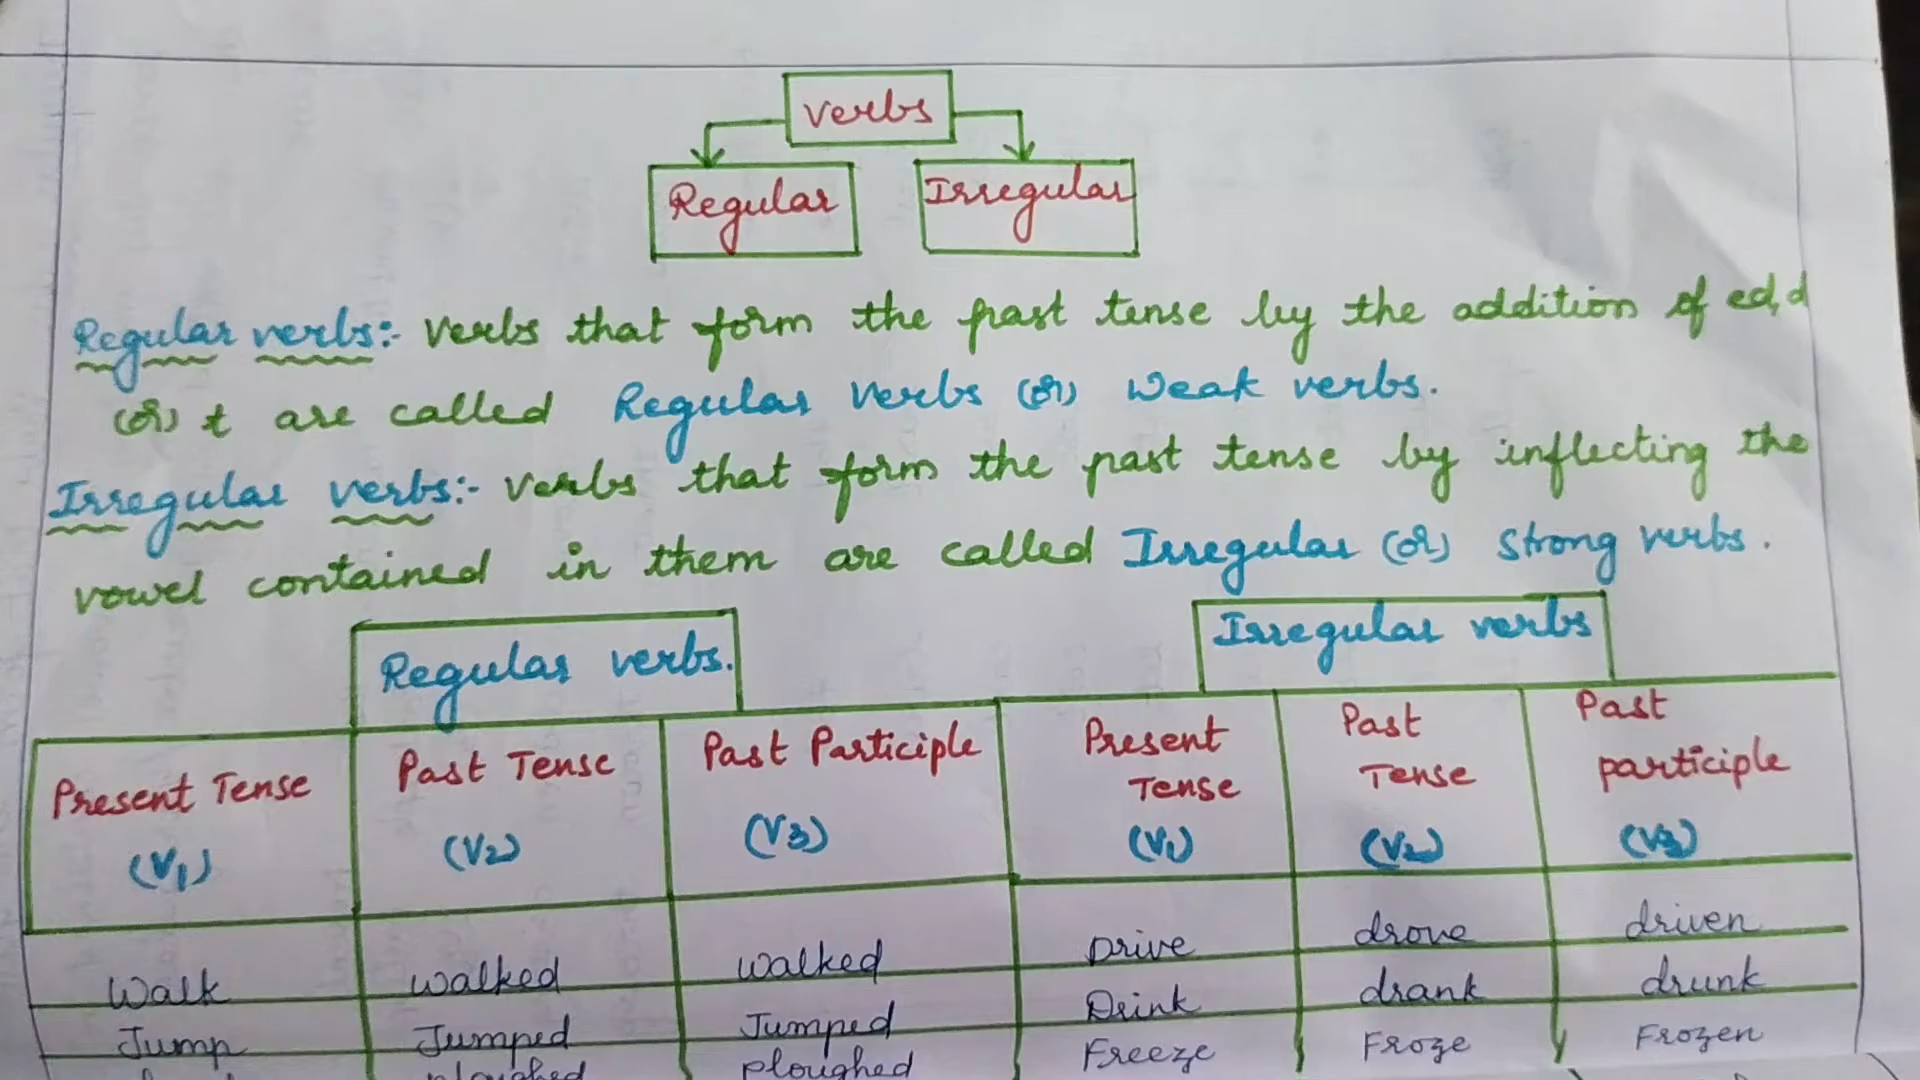 Verbs
Regular
Irregular
Regular verbs:- Verbs that form the past tense by the addition of ed, d
(or) t are called Regular Verbs (or) Weak verbs.
Irregular verbs:- Verbs that form the past tense by inflecting the
vowel contained in them are called Irregular (or) Strong verbs.
Regular verbs.
Irregular verbs
Present Tense (V1)
Past Tense (V2)
Past Participle (V3)
Present Tense (V1)
Past Tense (V2)
Past participle (V3)
Walk walked walked Drive drove driven
Jump Jumped Jumped Drink drank drunk
ploughed ploughed Freeze Froze Frozen